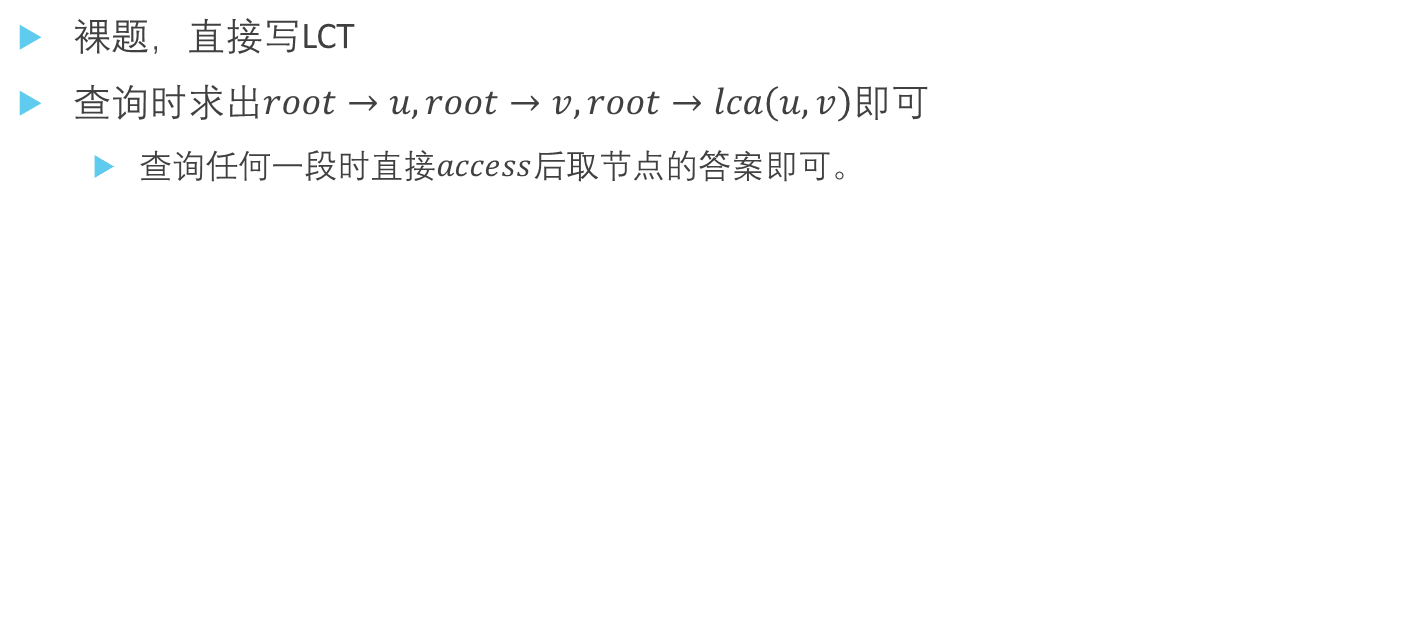 裸题，直接写LCT
查询时求出root → u, root → v, root → lca(u, v)即可
查询任何一段时直接access后取节点的答案即可。